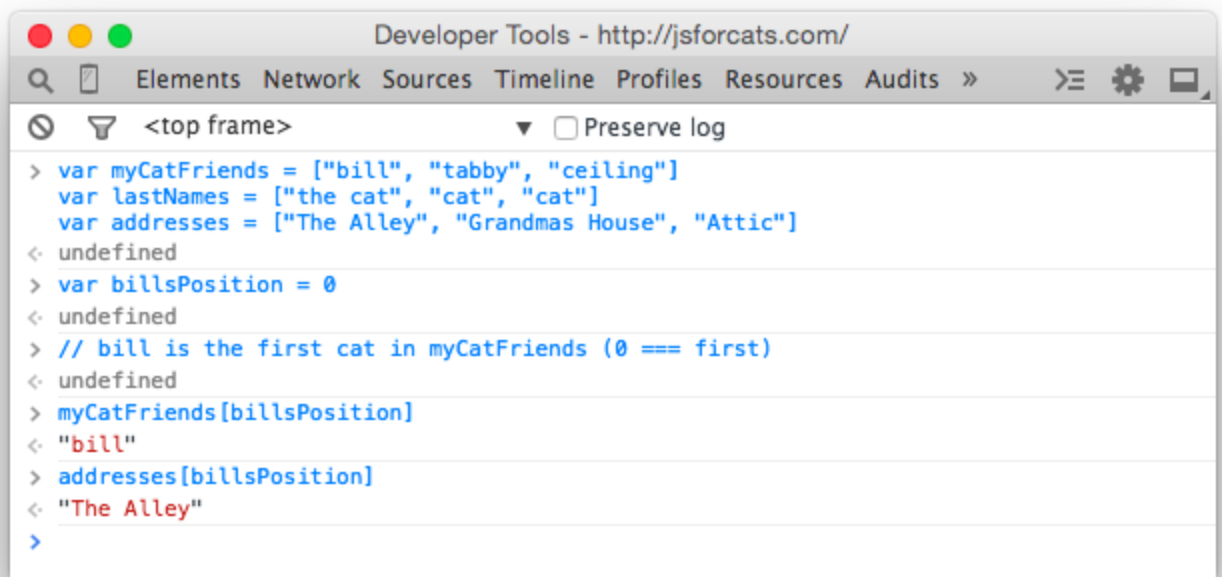 Developer Tools - http://jsforcats.com/
Elements Network Sources Timeline Profiles Resources Audits »
<top frame> ▼ Preserve log
> var myCatFriends = ["bill", "tabby", "ceiling"]
var lastNames = ["the cat", "cat", "cat"]
var addresses = ["The Alley", "Grandmas House", "Attic"]
undefined
> var billsPosition = 0
undefined
> // bill is the first cat in myCatFriends (0 === first)
undefined
> myCatFriends[billsPosition]
"bill"
> addresses[billsPosition]
"The Alley"
>